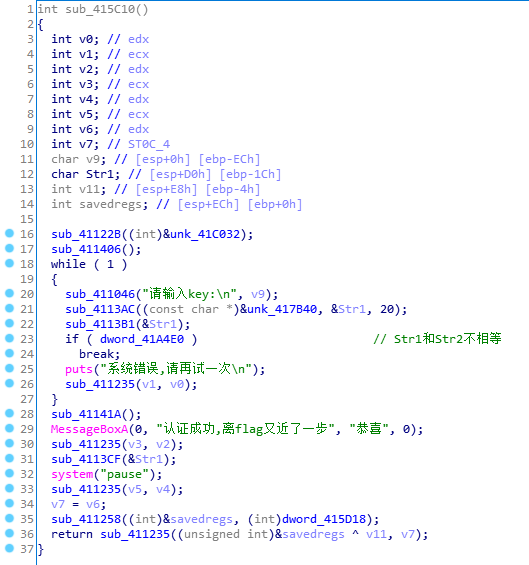 1 int sub_415C10()
2 {
3 int v0; // edx
4 int v1; // ecx
5 int v2; // edx
6 int v3; // ecx
7 int v4; // edx
8 int v5; // ecx
9 int v6; // edx
10 int v7; // ST0C_4
11 char v9; // [esp+0h] [ebp-ECh]
12 char Str1; // [esp+D0h] [ebp-1Ch]
13 int v11; // [esp+E8h] [ebp-4h]
14 int savedregs; // [esp+ECh] [ebp+0h]
15
16 sub_41122B((int)&unk_41C032);
17 sub_411406();
18 while ( 1 )
19 {
20 sub_411046("请输入key:\n", v9);
21 sub_4113AC((const char *)&unk_417B40, &Str1, 20);
22 sub_4113B1(&Str1);
23 if ( dword_41A4E0 ) // Str1和Str2不相等
24 break;
25 puts("系统错误,请再试一次\n");
26 sub_411235(v1, v0);
27 }
28 sub_41141A();
29 MessageBoxA(0, "认证成功,离flag又近了一步", "恭喜", 0);
30 sub_411235(v3, v2);
31 sub_4113CF(&Str1);
32 system("pause");
33 sub_411235(v5, v4);
34 v7 = v6;
35 sub_411258((int)&savedregs, (int)dword_415D18);
36 return sub_411235((unsigned int)&savedregs ^ v11, v7);
37 }